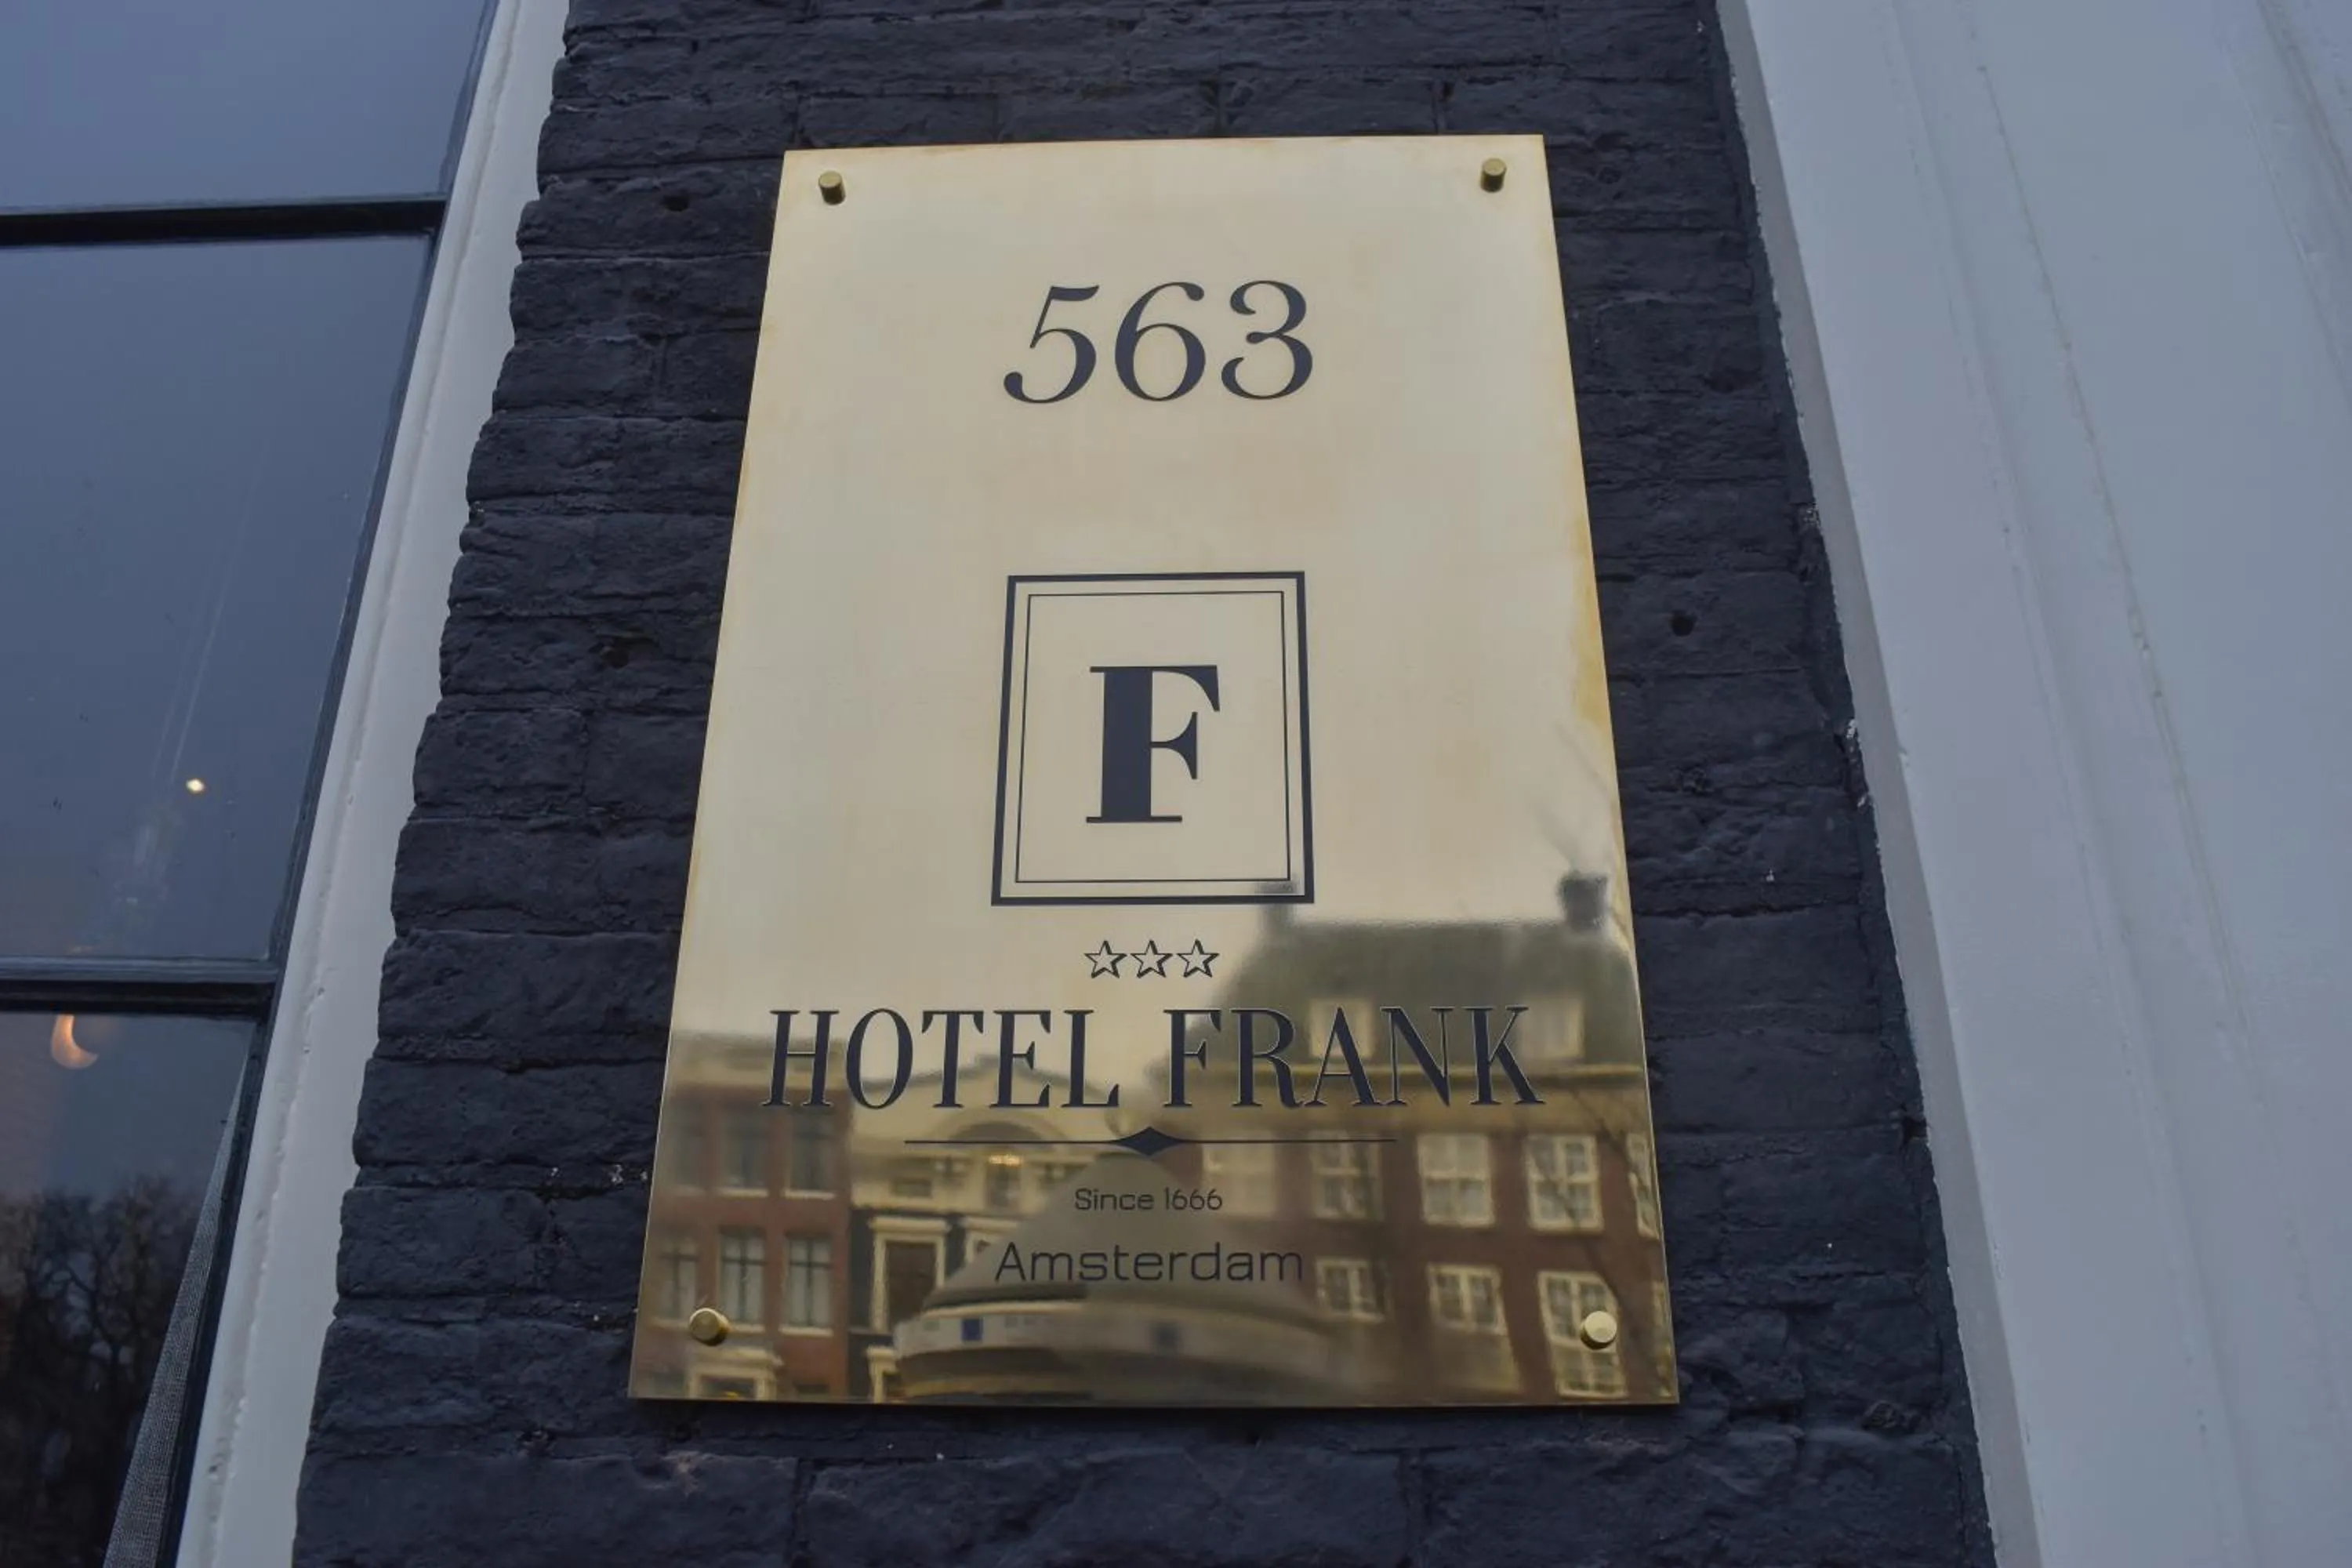 563
F
HOTEL FRANK
Since 1666
Amsterdam